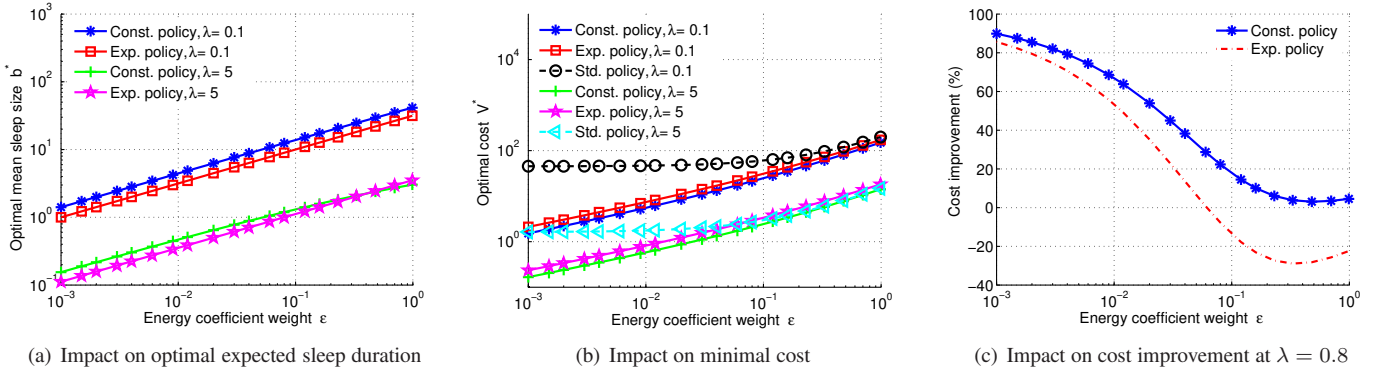 10^3
10^2
10^1
10^0
10^−1
Optimal mean sleep size b^*
Const. policy,λ= 0.1
Exp. policy,λ= 0.1
Const. policy,λ= 5
Exp. policy,λ= 5
10^−3 10^−2 10^−1 10^0
Energy coefficient weight ε
(a) Impact on optimal expected sleep duration
10^4
10^2
10^0
Optimal cost V^*
Const. policy,λ= 0.1
Exp. policy,λ= 0.1
Std. policy,λ= 0.1
Const. policy,λ= 5
Exp. policy,λ= 5
Std. policy,λ= 5
10^−3 10^−2 10^−1 10^0
Energy coefficient weight ε
(b) Impact on minimal cost
100
80
60
40
20
0
−20
−40
Cost improvement (%)
Const. policy
Exp. policy
10^−3 10^−2 10^−1 10^0
Energy coefficient weight ε
(c) Impact on cost improvement at λ = 0.8